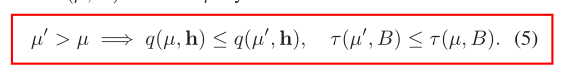 μ′ > μ ⟹ q(μ, h) ≤ q(μ′, h), τ(μ′, B) ≤ τ(μ, B). (5)